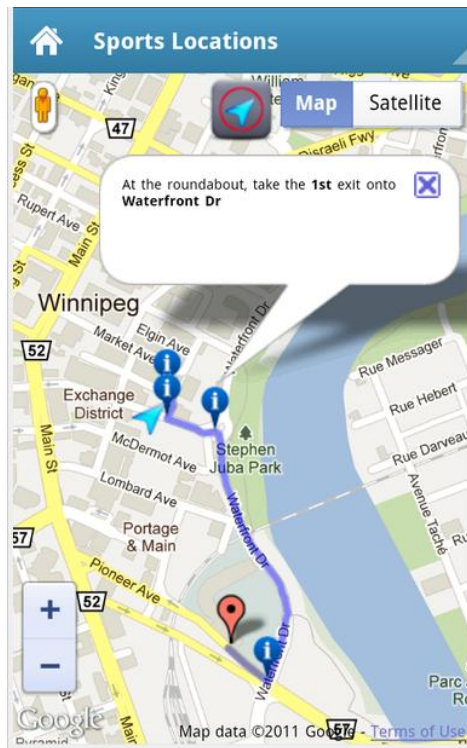 Sports Locations
Map
Satellite
47
At the roundabout, take the 1st exit onto
Waterfront Dr
Disraeli Fwy
Rupert Ave
Main St
Winnipeg
Elgin Ave
Market Ave
Waterfront Dr
52
Exchange
District
Rue Messager
Rue Hebert
McDermot Ave
Stephen
Juba Park
Main St
Lombard Ave
Waterfront Dr
Avenue Taché
Portage
& Main
57
Pioneer Ave
52
+
−
Waterfront Dr
Parc
Google
57
Map data ©2011 Google - Terms of Use